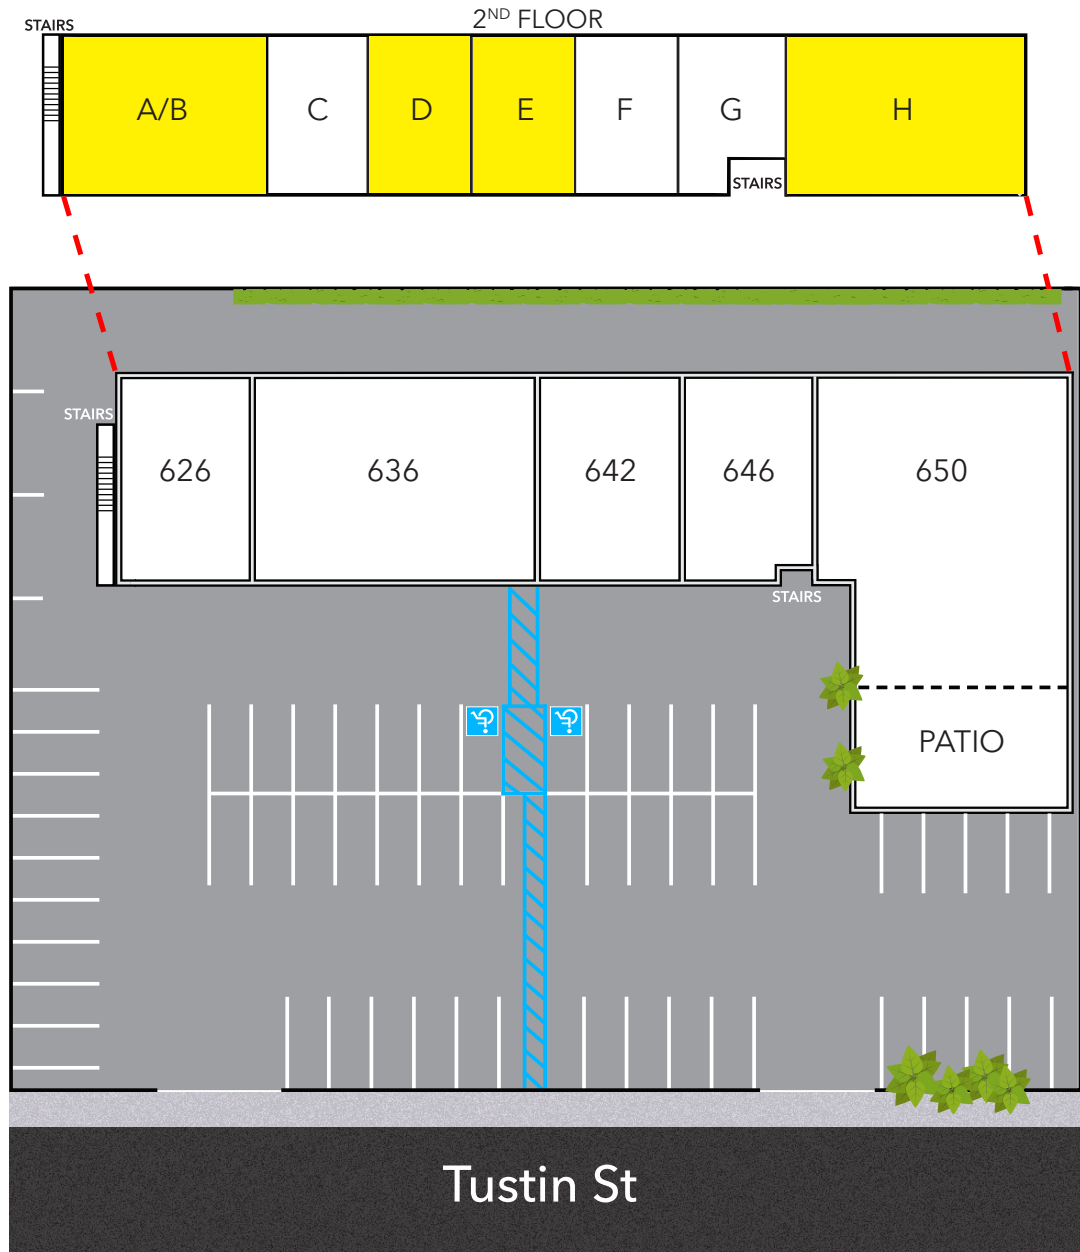 2ND FLOOR
STAIRS
A/B
C
D
E
F
G
H
STAIRS
STAIRS
626
636
642
646
650
STAIRS
PATIO
Tustin St